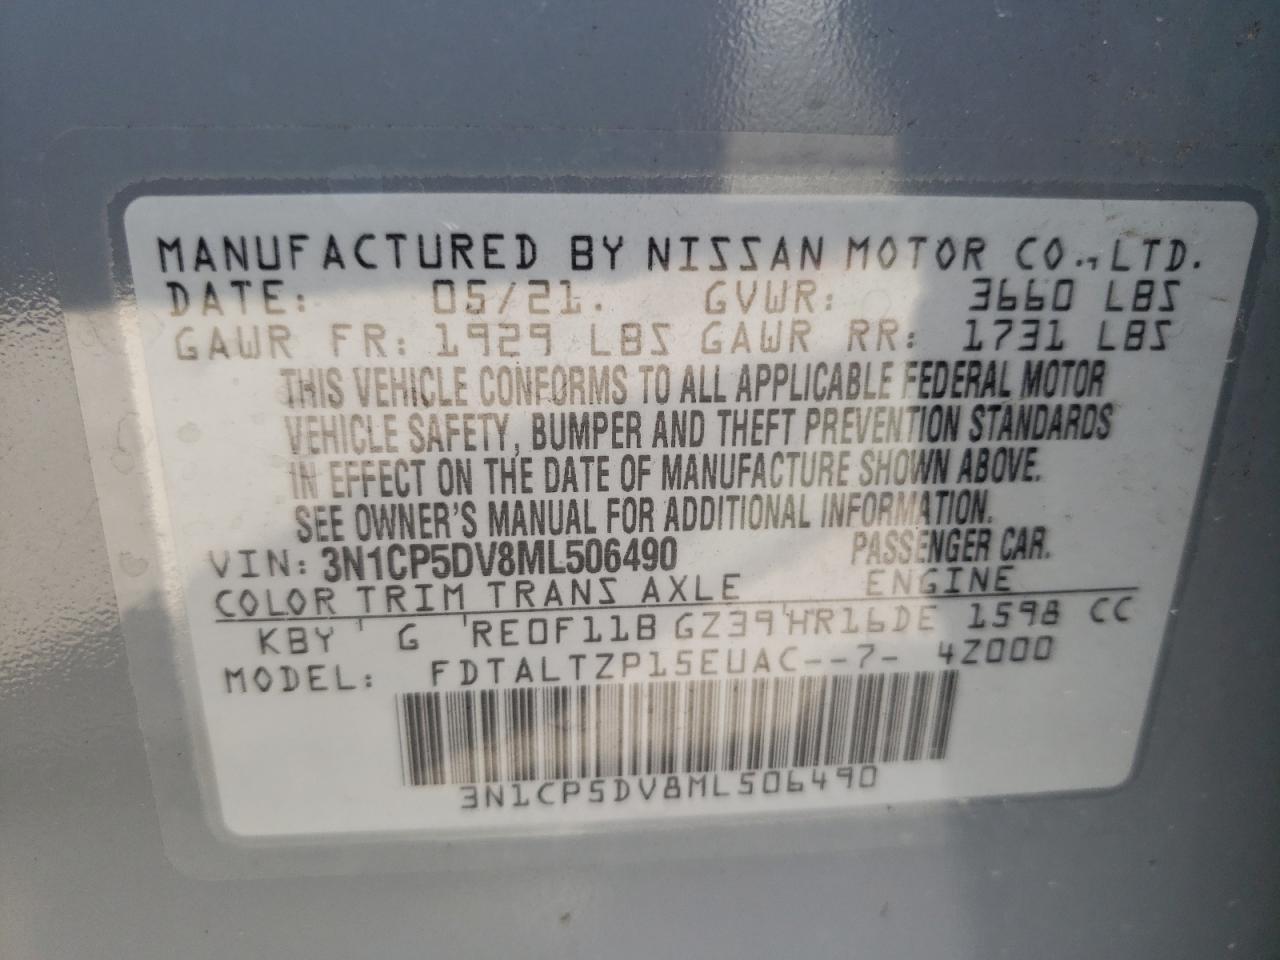 MANUFACTURED BY NISSAN MOTOR CO., LTD.
DATE: 05/21. GVWR: 3660 LBS
GAWR FR: 1929 LBS GAWR RR: 1731 LBS
THIS VEHICLE CONFORMS TO ALL APPLICABLE FEDERAL MOTOR
VEHICLE SAFETY, BUMPER AND THEFT PREVENTION STANDARDS
IN EFFECT ON THE DATE OF MANUFACTURE SHOWN ABOVE.
SEE OWNER'S MANUAL FOR ADDITIONAL INFORMATION.
VIN: 3N1CP5DV8ML506490 PASSENGER CAR.
COLOR TRIM TRANS AXLE ENGINE
KBY ' G 'RE0F11B GZ39'HR16DE 1598 CC
MODEL: FDTALTZP15EUAC--7- 4Z000
3N1CP5DV8ML506490